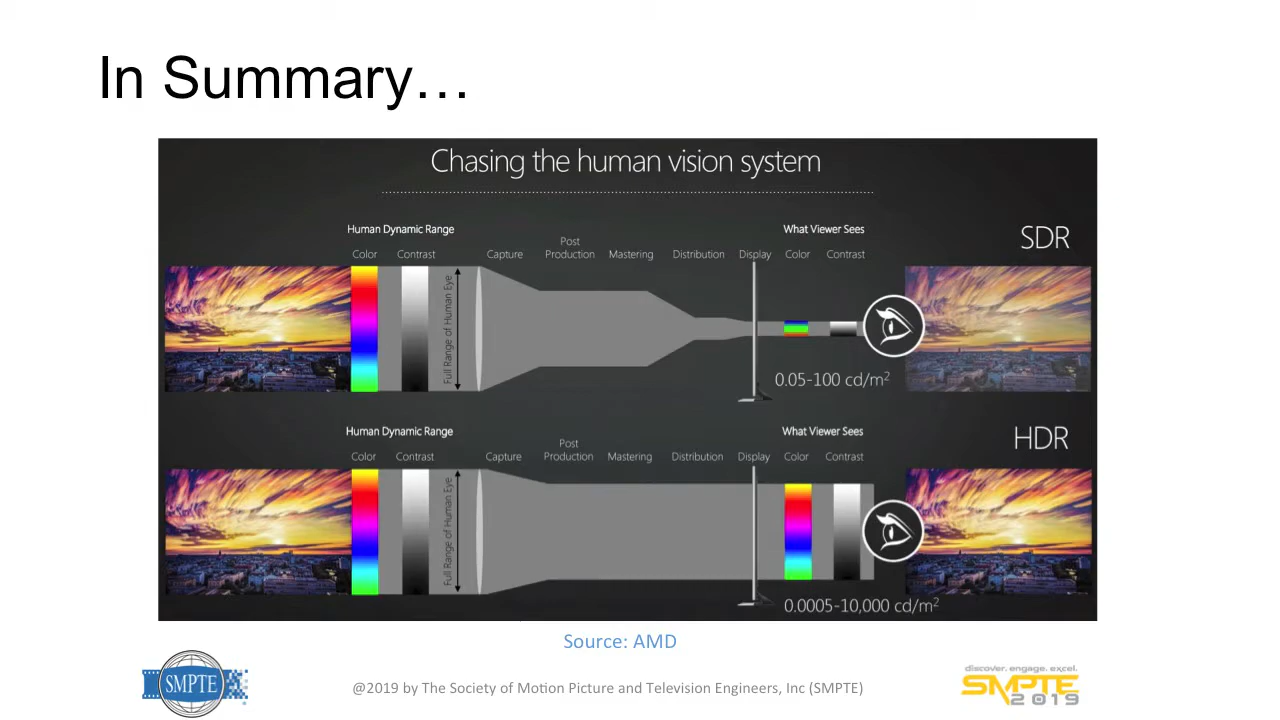 In Summary…
Chasing the human vision system
SDR
Human Dynamic Range
What Viewer Sees
Color Contrast Capture Post Production Mastering Distribution Display Color Contrast
Full Range of Human Eye
0.05-100 cd/m²
HDR
Human Dynamic Range
What Viewer Sees
Color Contrast Capture Post Production Mastering Distribution Display Color Contrast
Full Range of Human Eye
0.0005-10,000 cd/m²
Source: AMD
SMPTE
@2019 by The Society of Motion Picture and Television Engineers, Inc (SMPTE)
discover. engage. excel.
SMPTE
2019